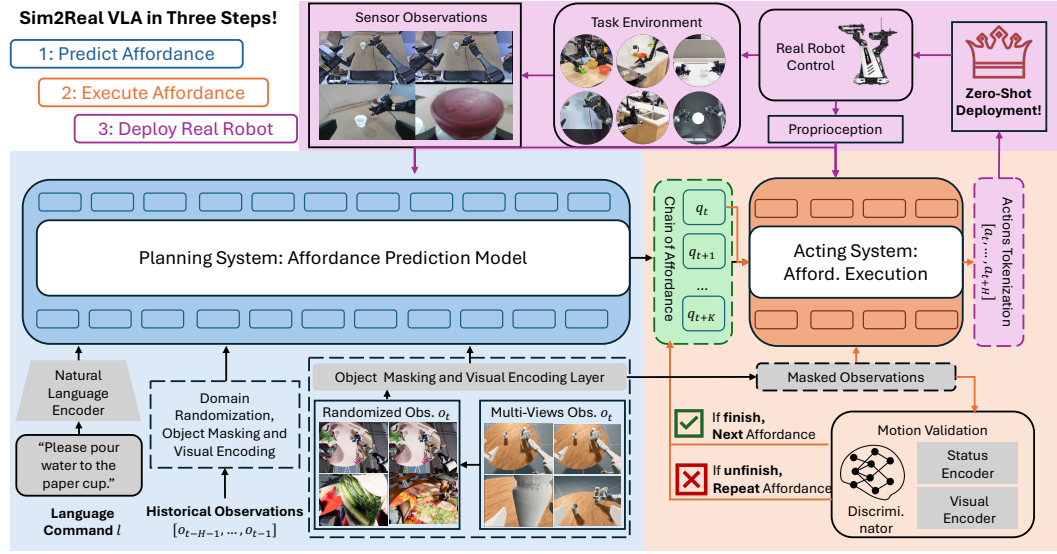 Sim2Real VLA in Three Steps!
1: Predict Affordance
2: Execute Affordance
3: Deploy Real Robot
Sensor Observations
Task Environment
Real Robot
Control
Zero-Shot
Deployment!
Proprioception
Planning System: Affordance Prediction Model
Chain of Affordance
q_t
q_{t+1}
...
q_{t+K}
Acting System:
Afford. Execution
Actions Tokenization
[a_t, ..., a_{t+H}]
Natural
Language
Encoder
"Please pour
water to the
paper cup."
Language
Command l
Domain
Randomization,
Object Masking and
Visual Encoding
Historical Observations
[o_{t-H-1}, ..., o_{t-1}]
Object Masking and Visual Encoding Layer
Randomized Obs. o_t
Multi-Views Obs. o_t
Masked Observations
If finish,
Next Affordance
If unfinish,
Repeat Affordance
Motion Validation
Discrimi.
nator
Status
Encoder
Visual
Encoder